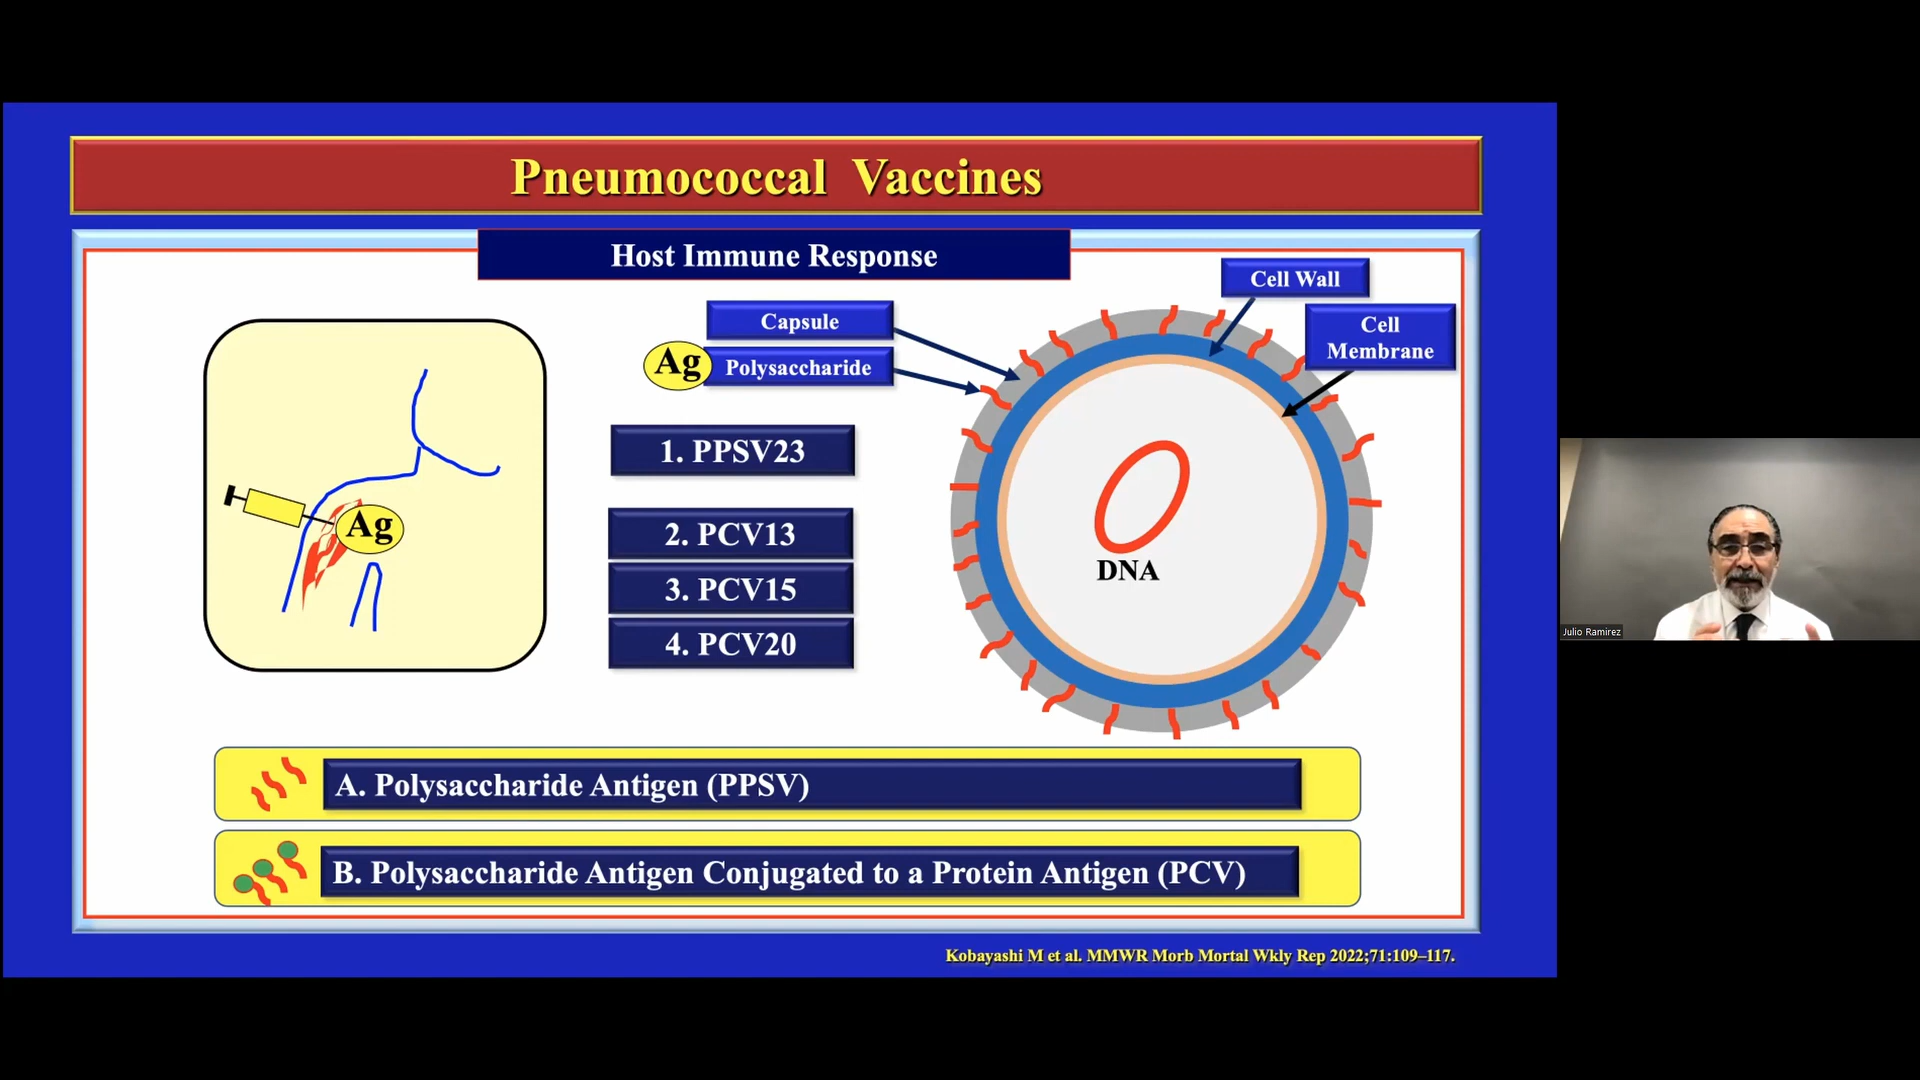 Pneumococcal Vaccines
Host Immune Response
Cell Wall
Capsule
Cell
Membrane
Ag
Polysaccharide
1. PPSV23
2. PCV13
3. PCV15
4. PCV20
Ag
DNA
A. Polysaccharide Antigen (PPSV)
B. Polysaccharide Antigen Conjugated to a Protein Antigen (PCV)
Kobayashi M et al. MMWR Morb Mortal Wkly Rep 2022;71:109–117.
Julio Ramirez